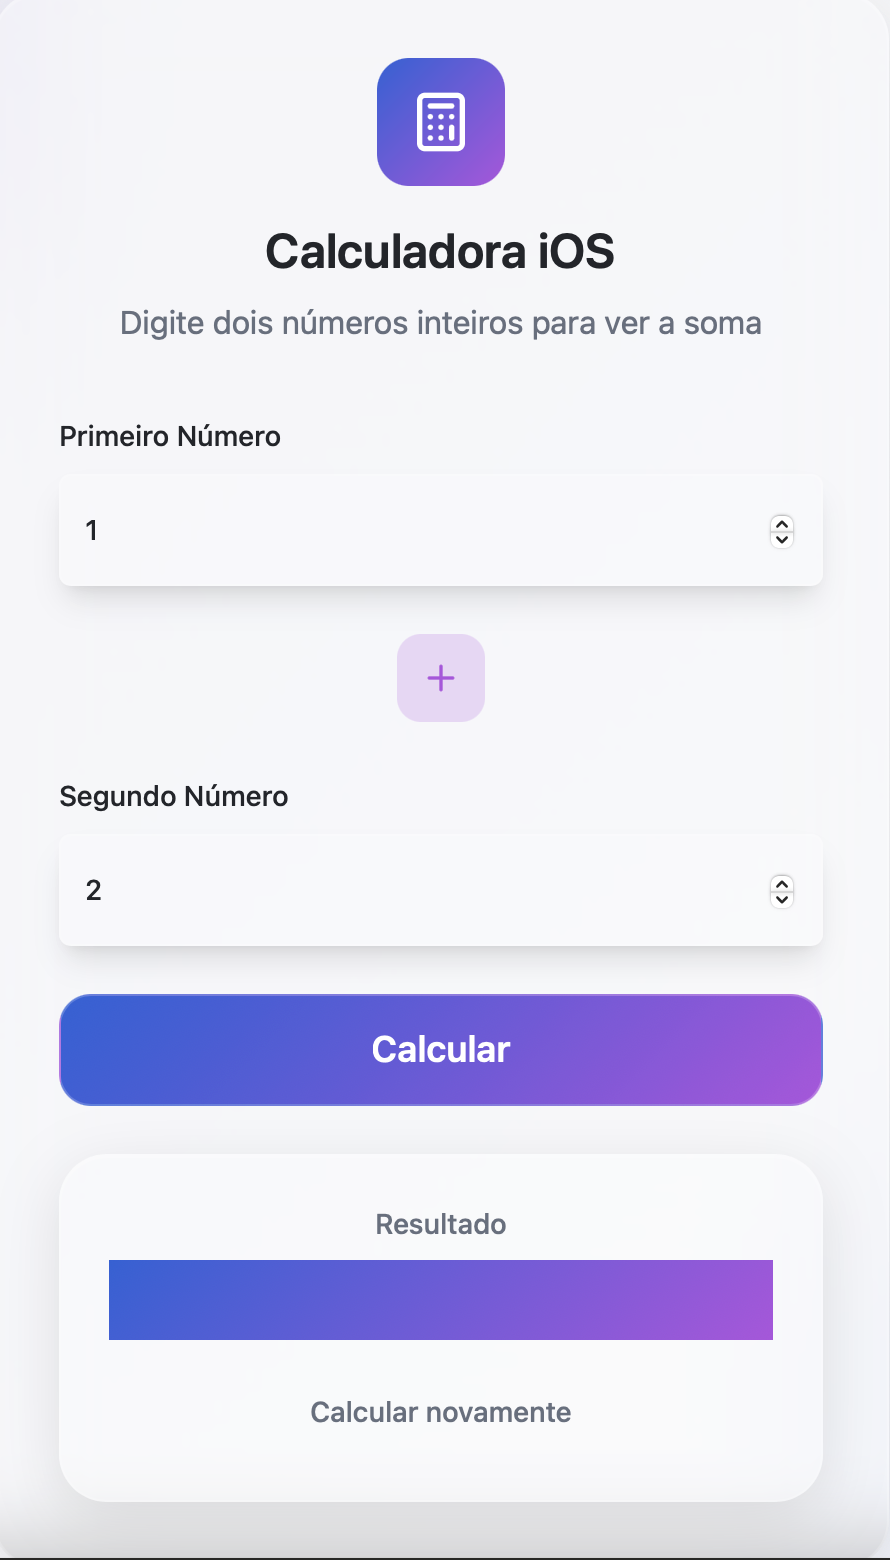 Calculadora iOS
Digite dois números inteiros para ver a soma
Primeiro Número
1
+
Segundo Número
2
Calcular
Resultado
Calcular novamente